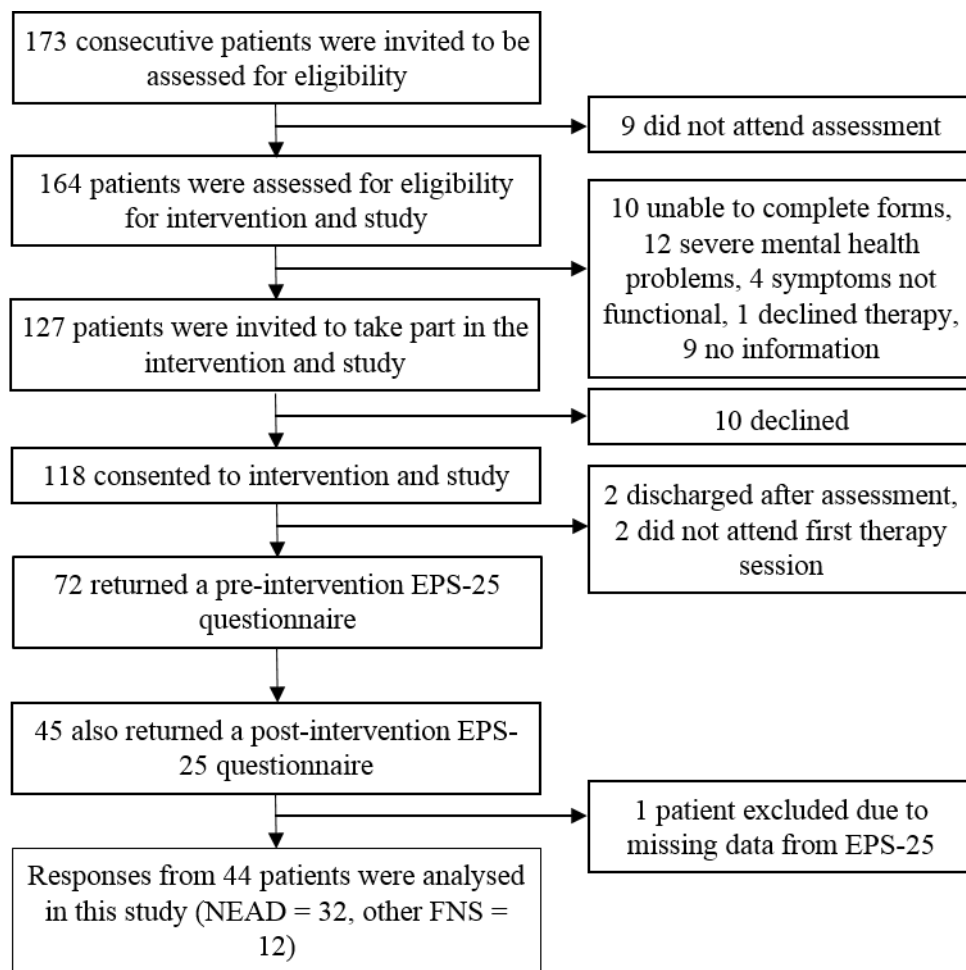 173 consecutive patients were invited to be
assessed for eligibility
9 did not attend assessment
164 patients were assessed for eligibility
for intervention and study
10 unable to complete forms,
12 severe mental health
problems, 4 symptoms not
functional, 1 declined therapy,
9 no information
127 patients were invited to take part in the
intervention and study
10 declined
118 consented to intervention and study
2 discharged after assessment,
2 did not attend first therapy
session
72 returned a pre-intervention EPS-25
questionnaire
45 also returned a post-intervention EPS-
25 questionnaire
1 patient excluded due to
missing data from EPS-25
Responses from 44 patients were analysed
in this study (NEAD = 32, other FNS =
12)